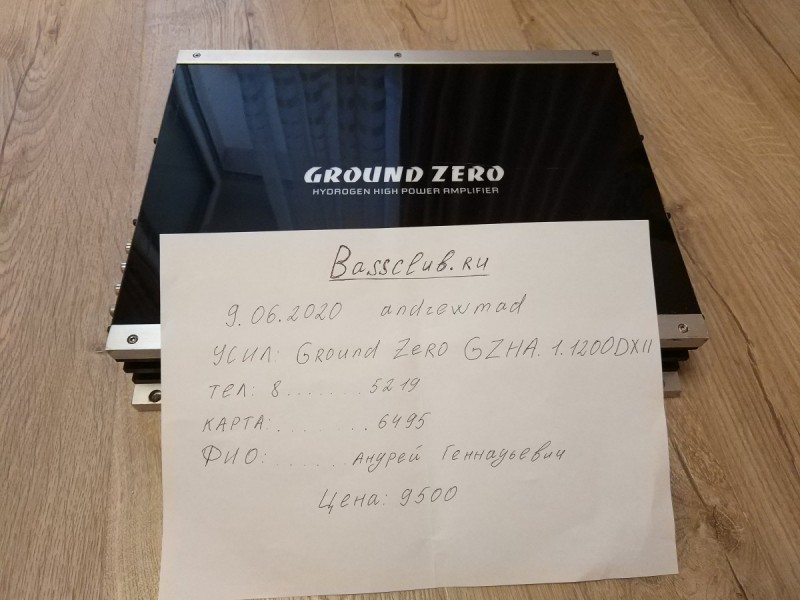 GROUND ZERO
HYDROGEN HIGH POWER AMPLIFIER
Bassclub.ru
9.06.2020 andrewmad
УСИЛ: Ground Zero GZHA.1.1200DXII
ТЕЛ: 8.......5219
КАРТА:........6495
ФИО:......Андрей Геннадьевич
Цена: 9500